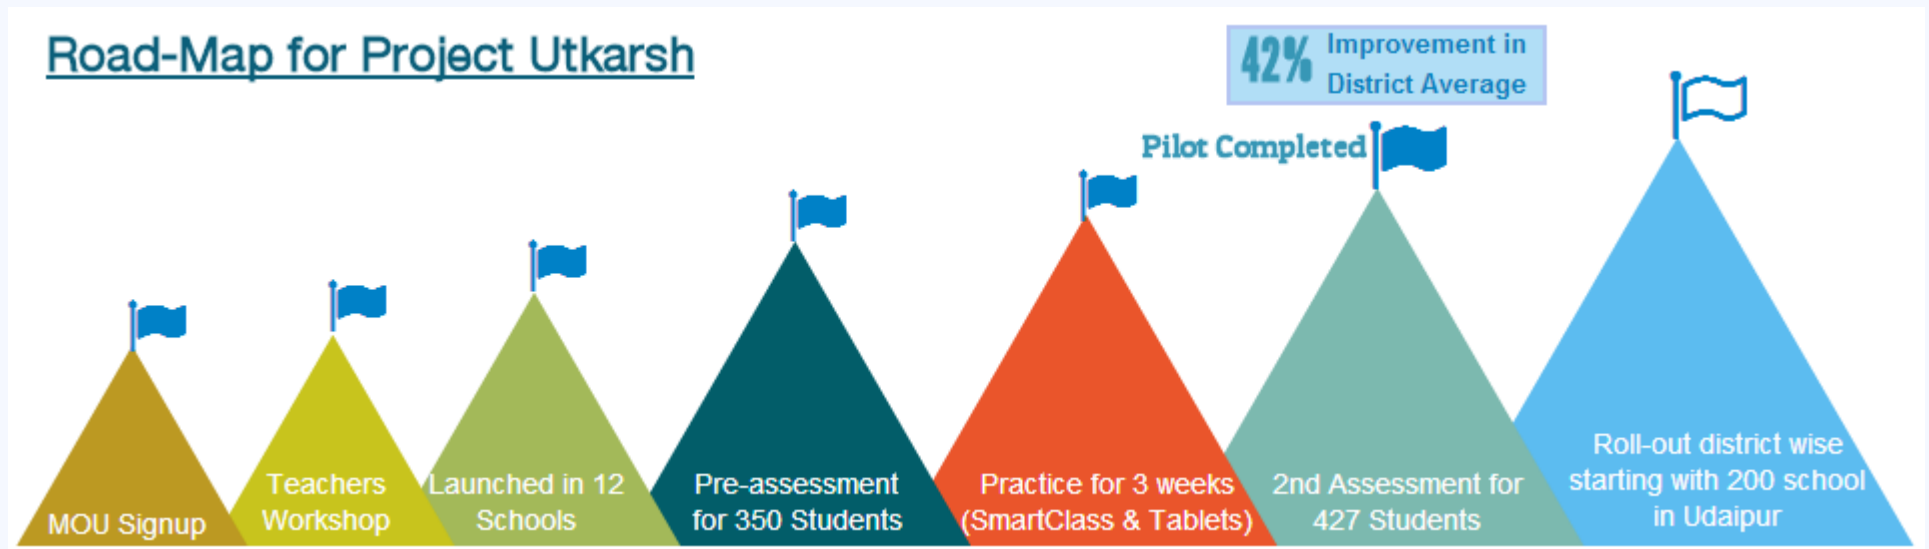 Road-Map for Project Utkarsh
42% Improvement in
District Average
Pilot Completed
MOU Signup
Teachers
Workshop
Launched in 12
Schools
Pre-assessment
for 350 Students
Practice for 3 weeks
(SmartClass & Tablets)
2nd Assessment for
427 Students
Roll-out district wise
starting with 200 school
in Udaipur